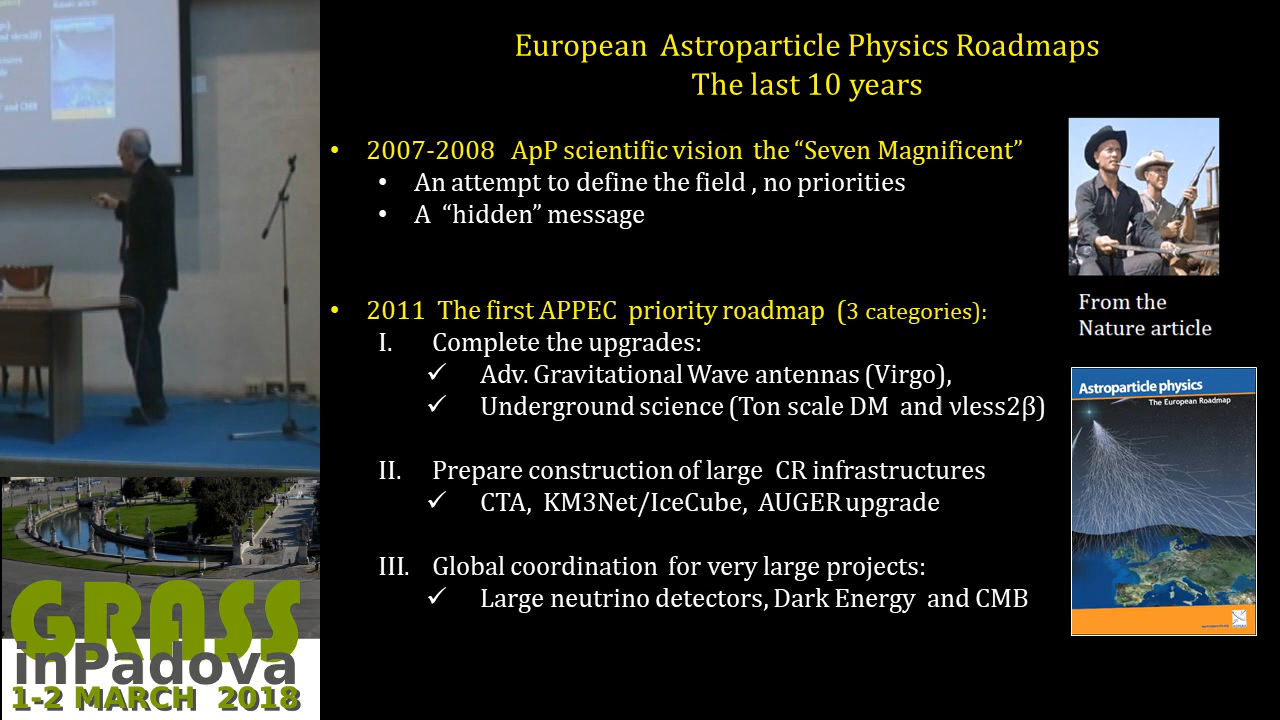 European Astroparticle Physics Roadmaps
The last 10 years
• 2007-2008 ApP scientific vision the “Seven Magnificent”
• An attempt to define the field , no priorities
• A “hidden” message
From the
Nature article
• 2011 The first APPEC priority roadmap (3 categories):
I. Complete the upgrades:
✓ Adv. Gravitational Wave antennas (Virgo),
✓ Underground science (Ton scale DM and νless2β)
II. Prepare construction of large CR infrastructures
✓ CTA, KM3Net/IceCube, AUGER upgrade
III. Global coordination for very large projects:
✓ Large neutrino detectors, Dark Energy and CMB
Astroparticle physics
The European Roadmap
GRASS
inPadova
1-2 MARCH 2018